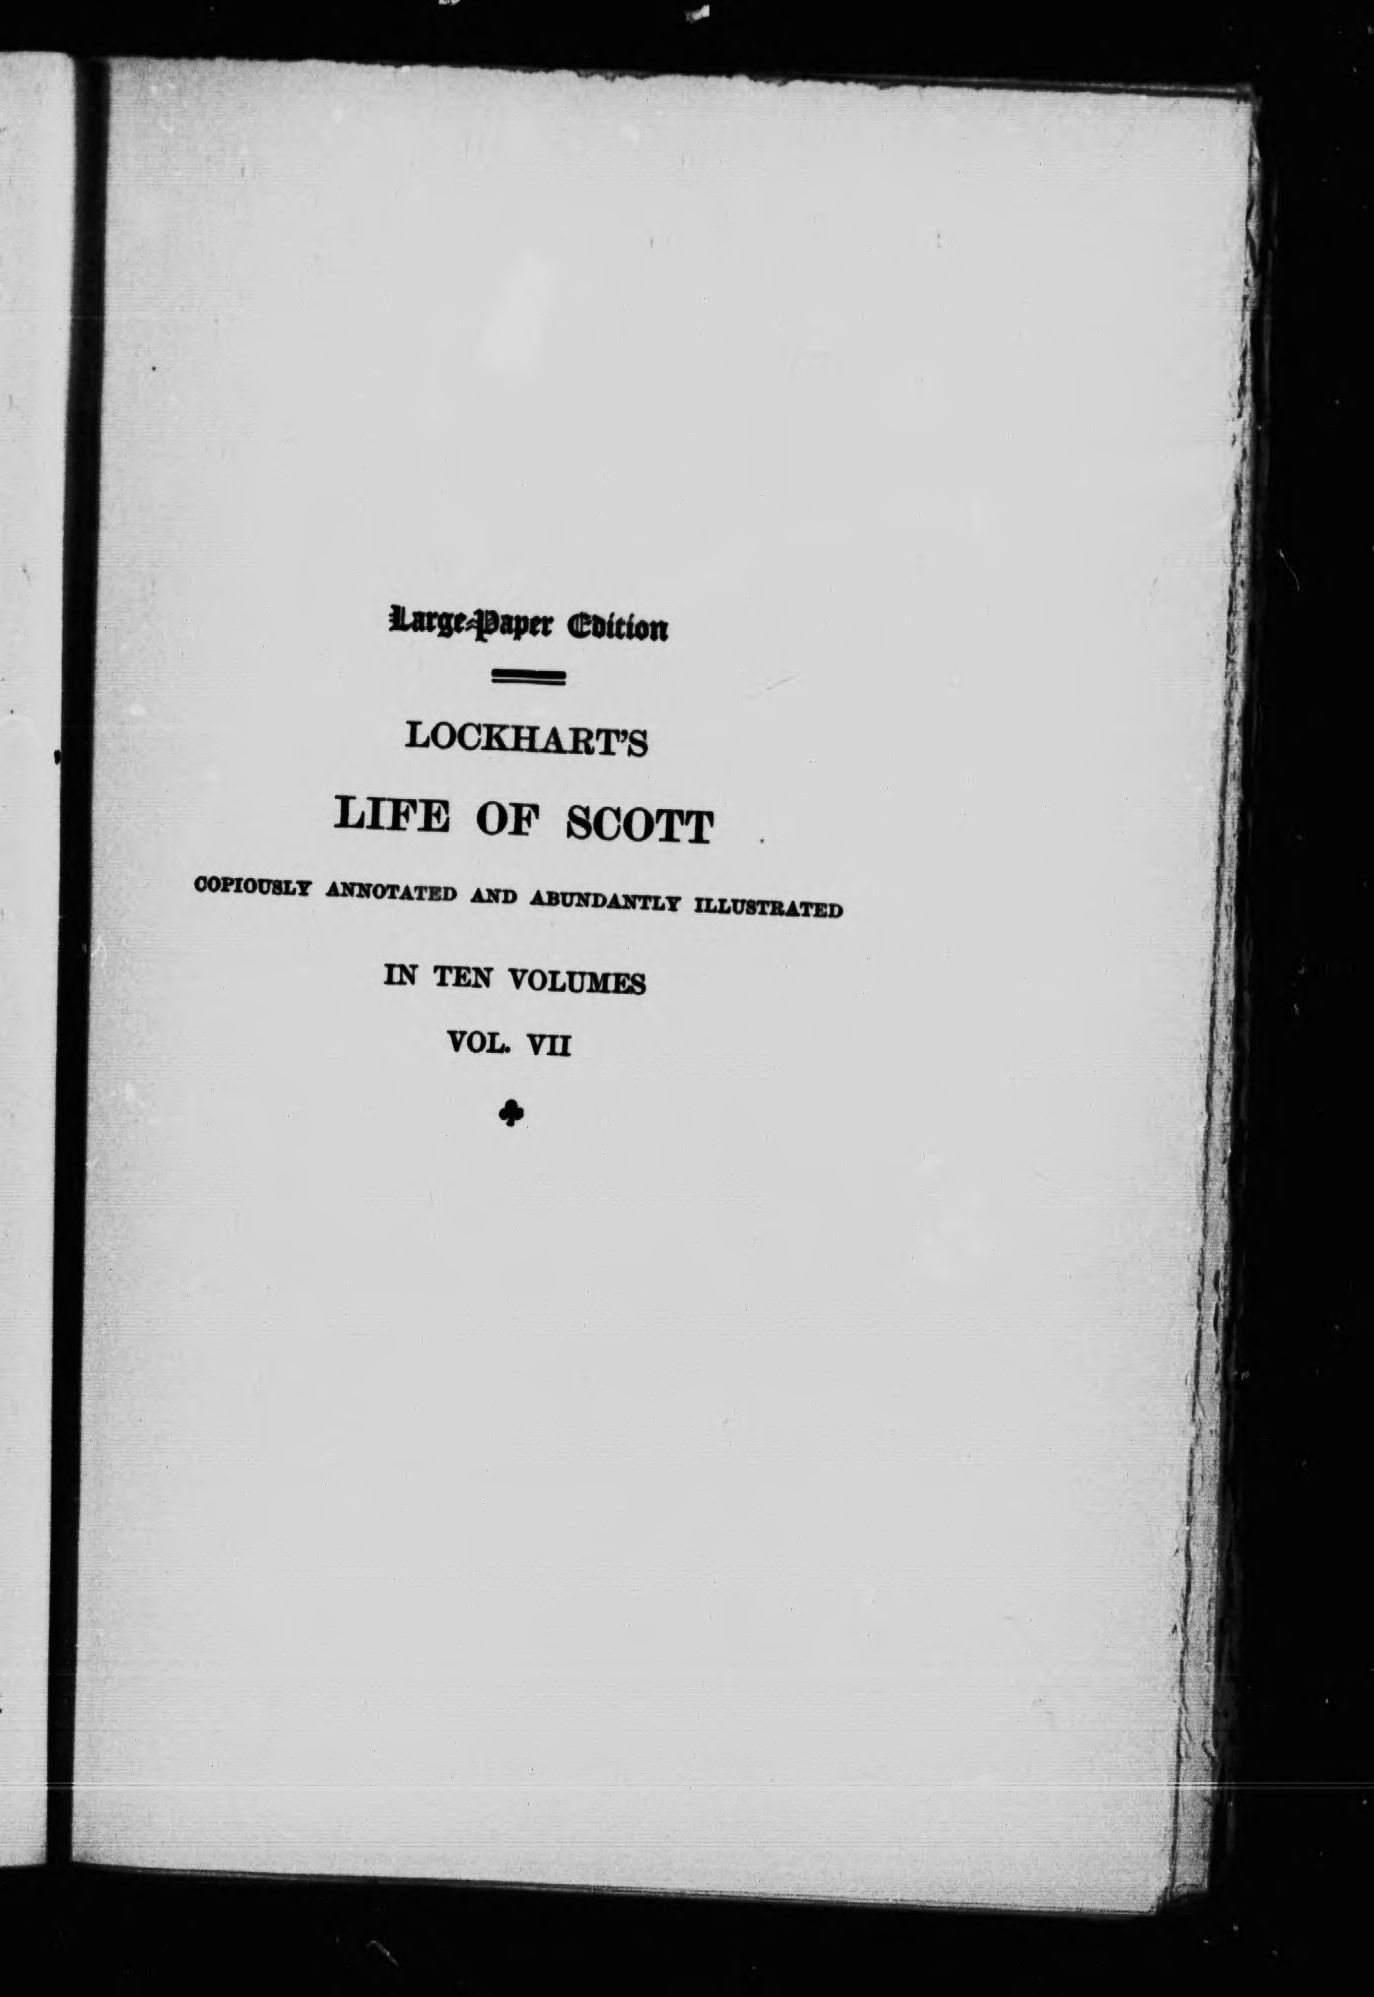 Large-Paper Edition
LOCKHART'S
LIFE OF SCOTT
COPIOUSLY ANNOTATED AND ABUNDANTLY ILLUSTRATED
IN TEN VOLUMES
VOL. VII